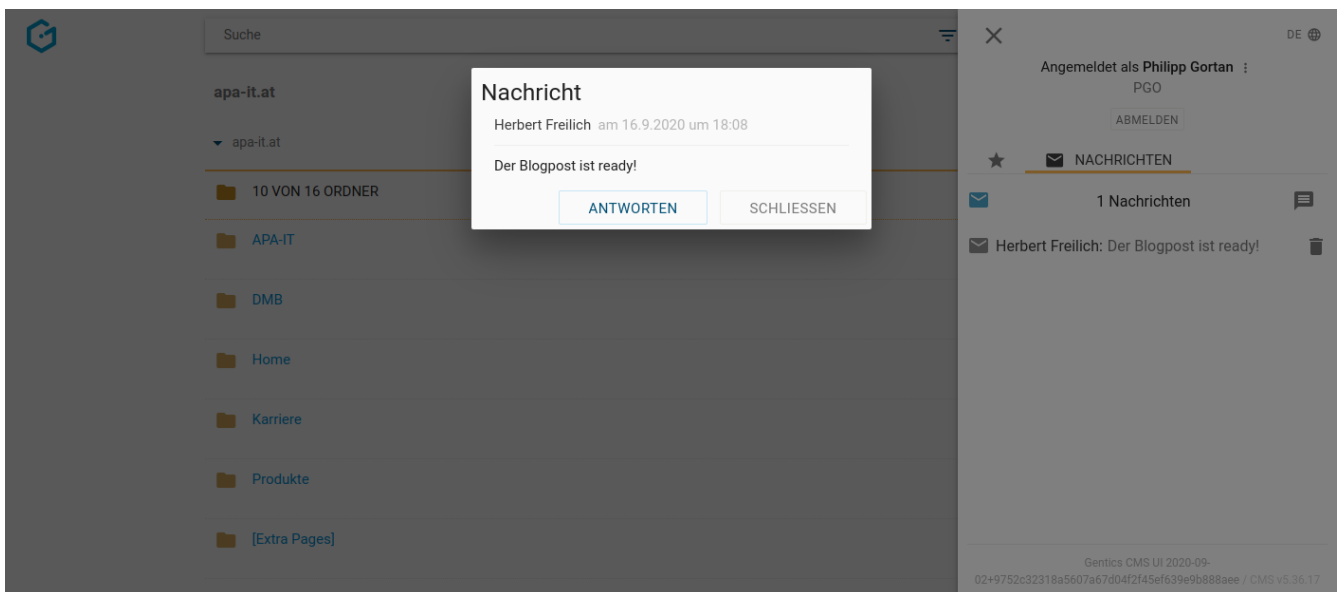 Suche
apa-it.at
apa-it.at
10 VON 16 ORDNER
APA-IT
DMB
Home
Karriere
Produkte
[Extra Pages]
Nachricht
Herbert Freilich am 16.9.2020 um 18:08
Der Blogpost ist ready!
ANTWORTEN SCHLIESSEN
DE
Angemeldet als Philipp Gortan
PGO
ABMELDEN
NACHRICHTEN
1 Nachrichten
Herbert Freilich: Der Blogpost ist ready!
Gentics CMS UI 2020-09-
02+9752c32318a5607a67d04f2f45ef639e9b888aee / CMS v5.36.17